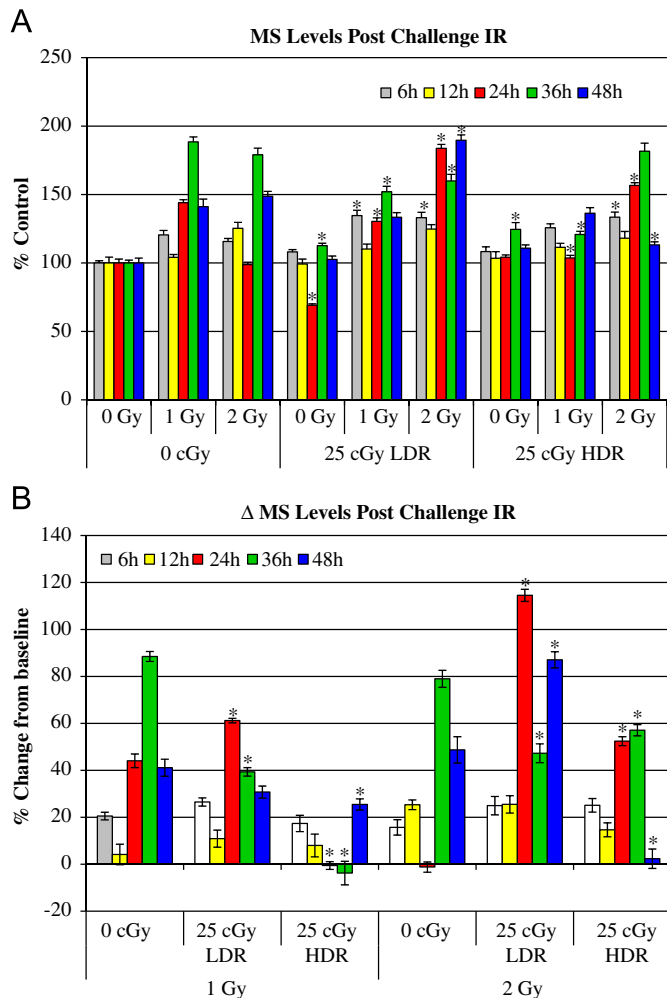 A
MS Levels Post Challenge IR
250
200
150
100
50
0
% Control
6h 12h 24h 36h 48h
* * * * * * * * * * * * * * * * *
0 Gy 1 Gy 2 Gy 0 Gy 1 Gy 2 Gy 0 Gy 1 Gy 2 Gy
0 cGy 25 cGy LDR 25 cGy HDR
B
Δ MS Levels Post Challenge IR
140
120
100
80
60
40
20
0
-20
% Change from baseline
6h 12h 24h 36h 48h
* * * * * * * * * * *
0 cGy 25 cGy LDR 25 cGy HDR 0 cGy 25 cGy LDR 25 cGy HDR
1 Gy 2 Gy